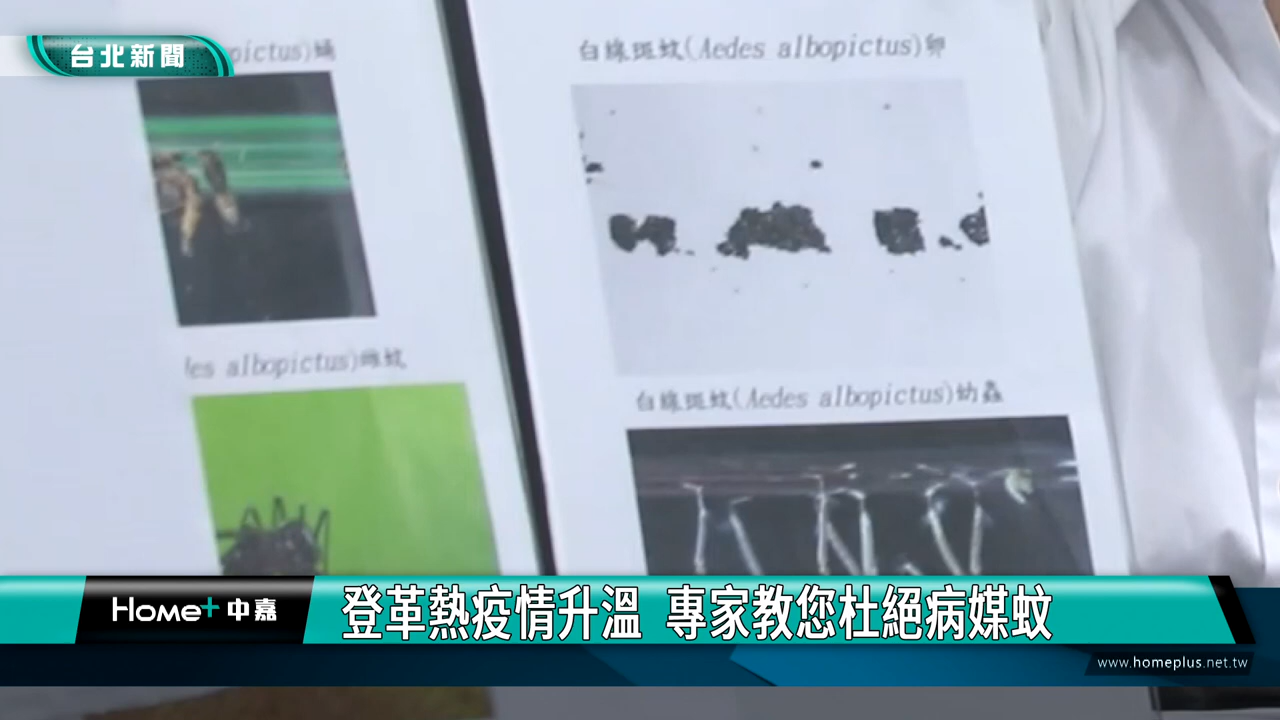 台北新聞
pictus)蛹
白線斑蚊(Aedes albopictus)卵
les albopictus)雌蚊
白線斑蚊(Aedes albopictus)幼蟲
Home+中嘉
登革熱疫情升溫 專家教您杜絕病媒蚊
www.homeplus.net.tw